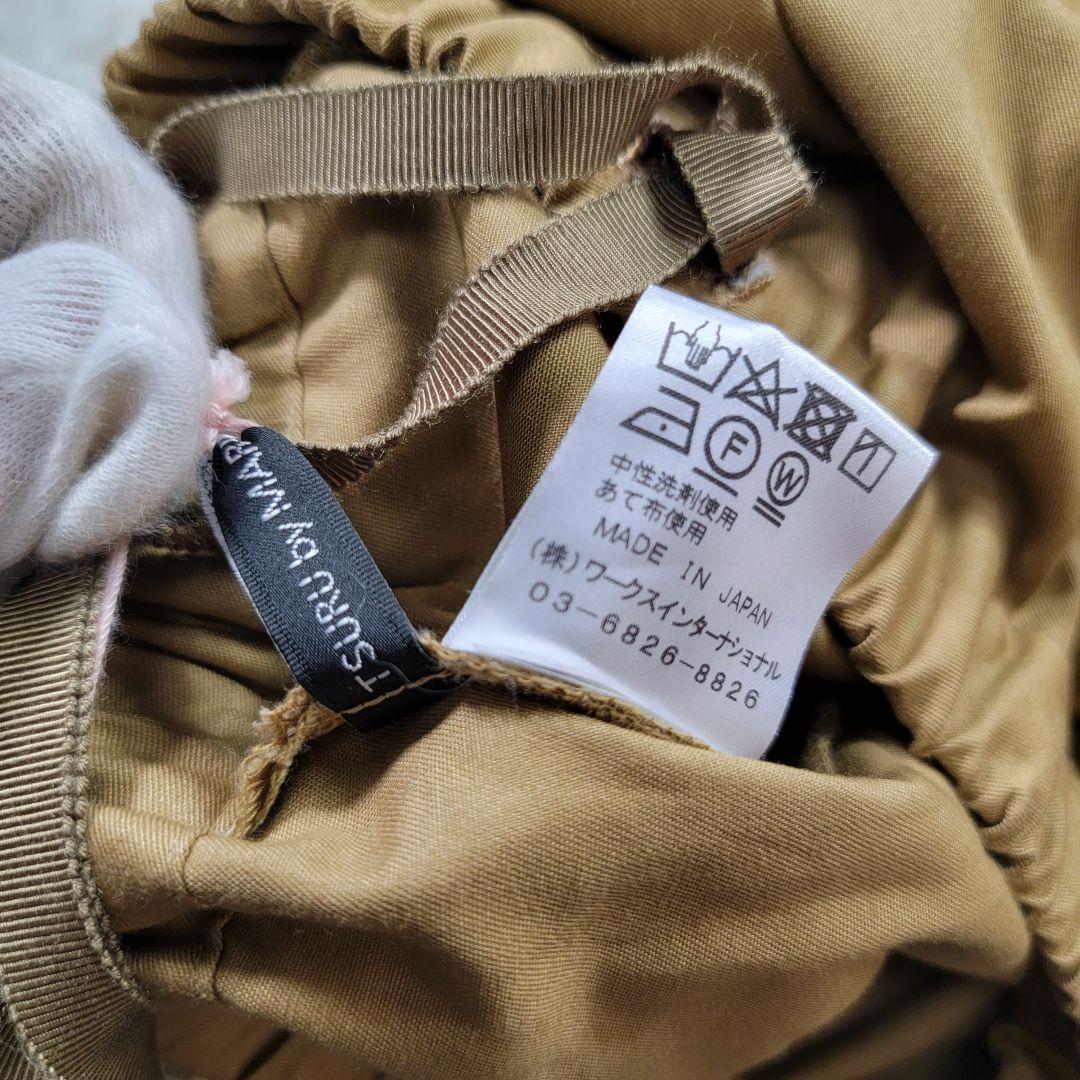 F
W
中性洗剤使用
あて布使用
MADE IN JAPAN
(株)ワークスインターナショナル
03-6826-8826
TSURU by MAR